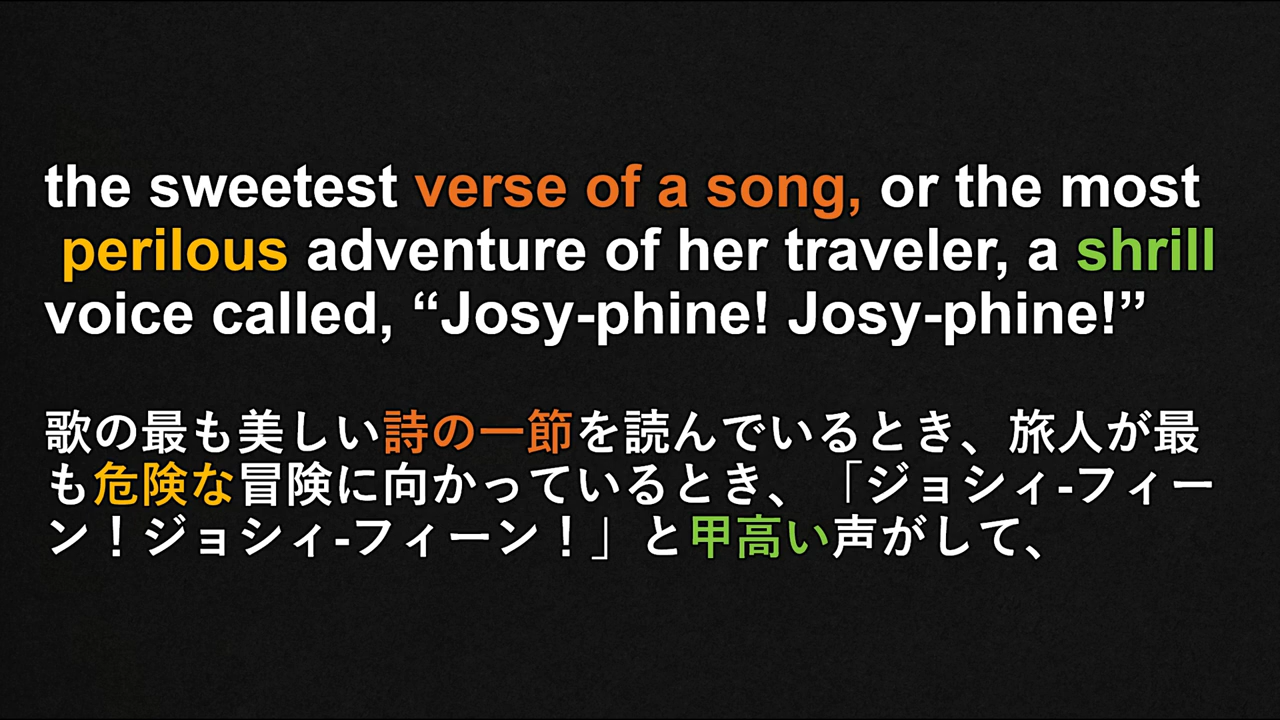 the sweetest verse of a song, or the most
perilous adventure of her traveler, a shrill
voice called, “Josy-phine! Josy-phine!”
歌の最も美しい詩の一節を読んでいるとき、旅人が最
も危険な冒険に向かっているとき、「ジョシィ-フィー
ン！ジョシィ-フィーン！」と甲高い声がして、